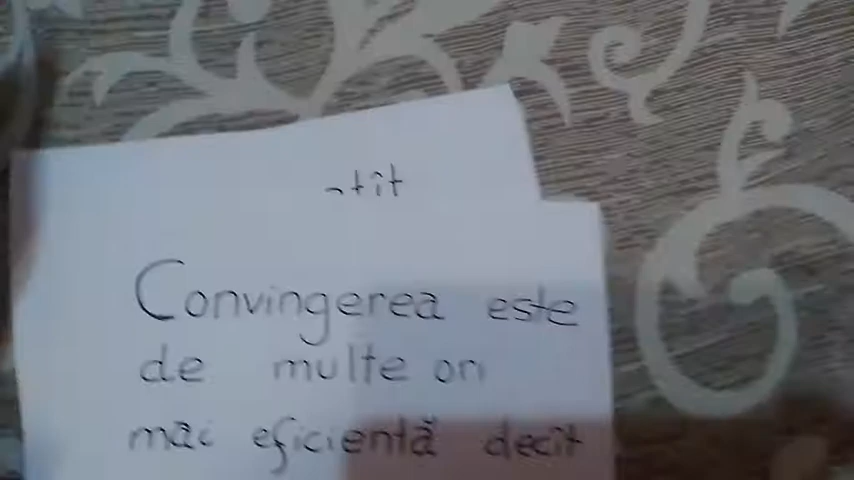 Convingerea este
de multe ori
mai eficientă decît